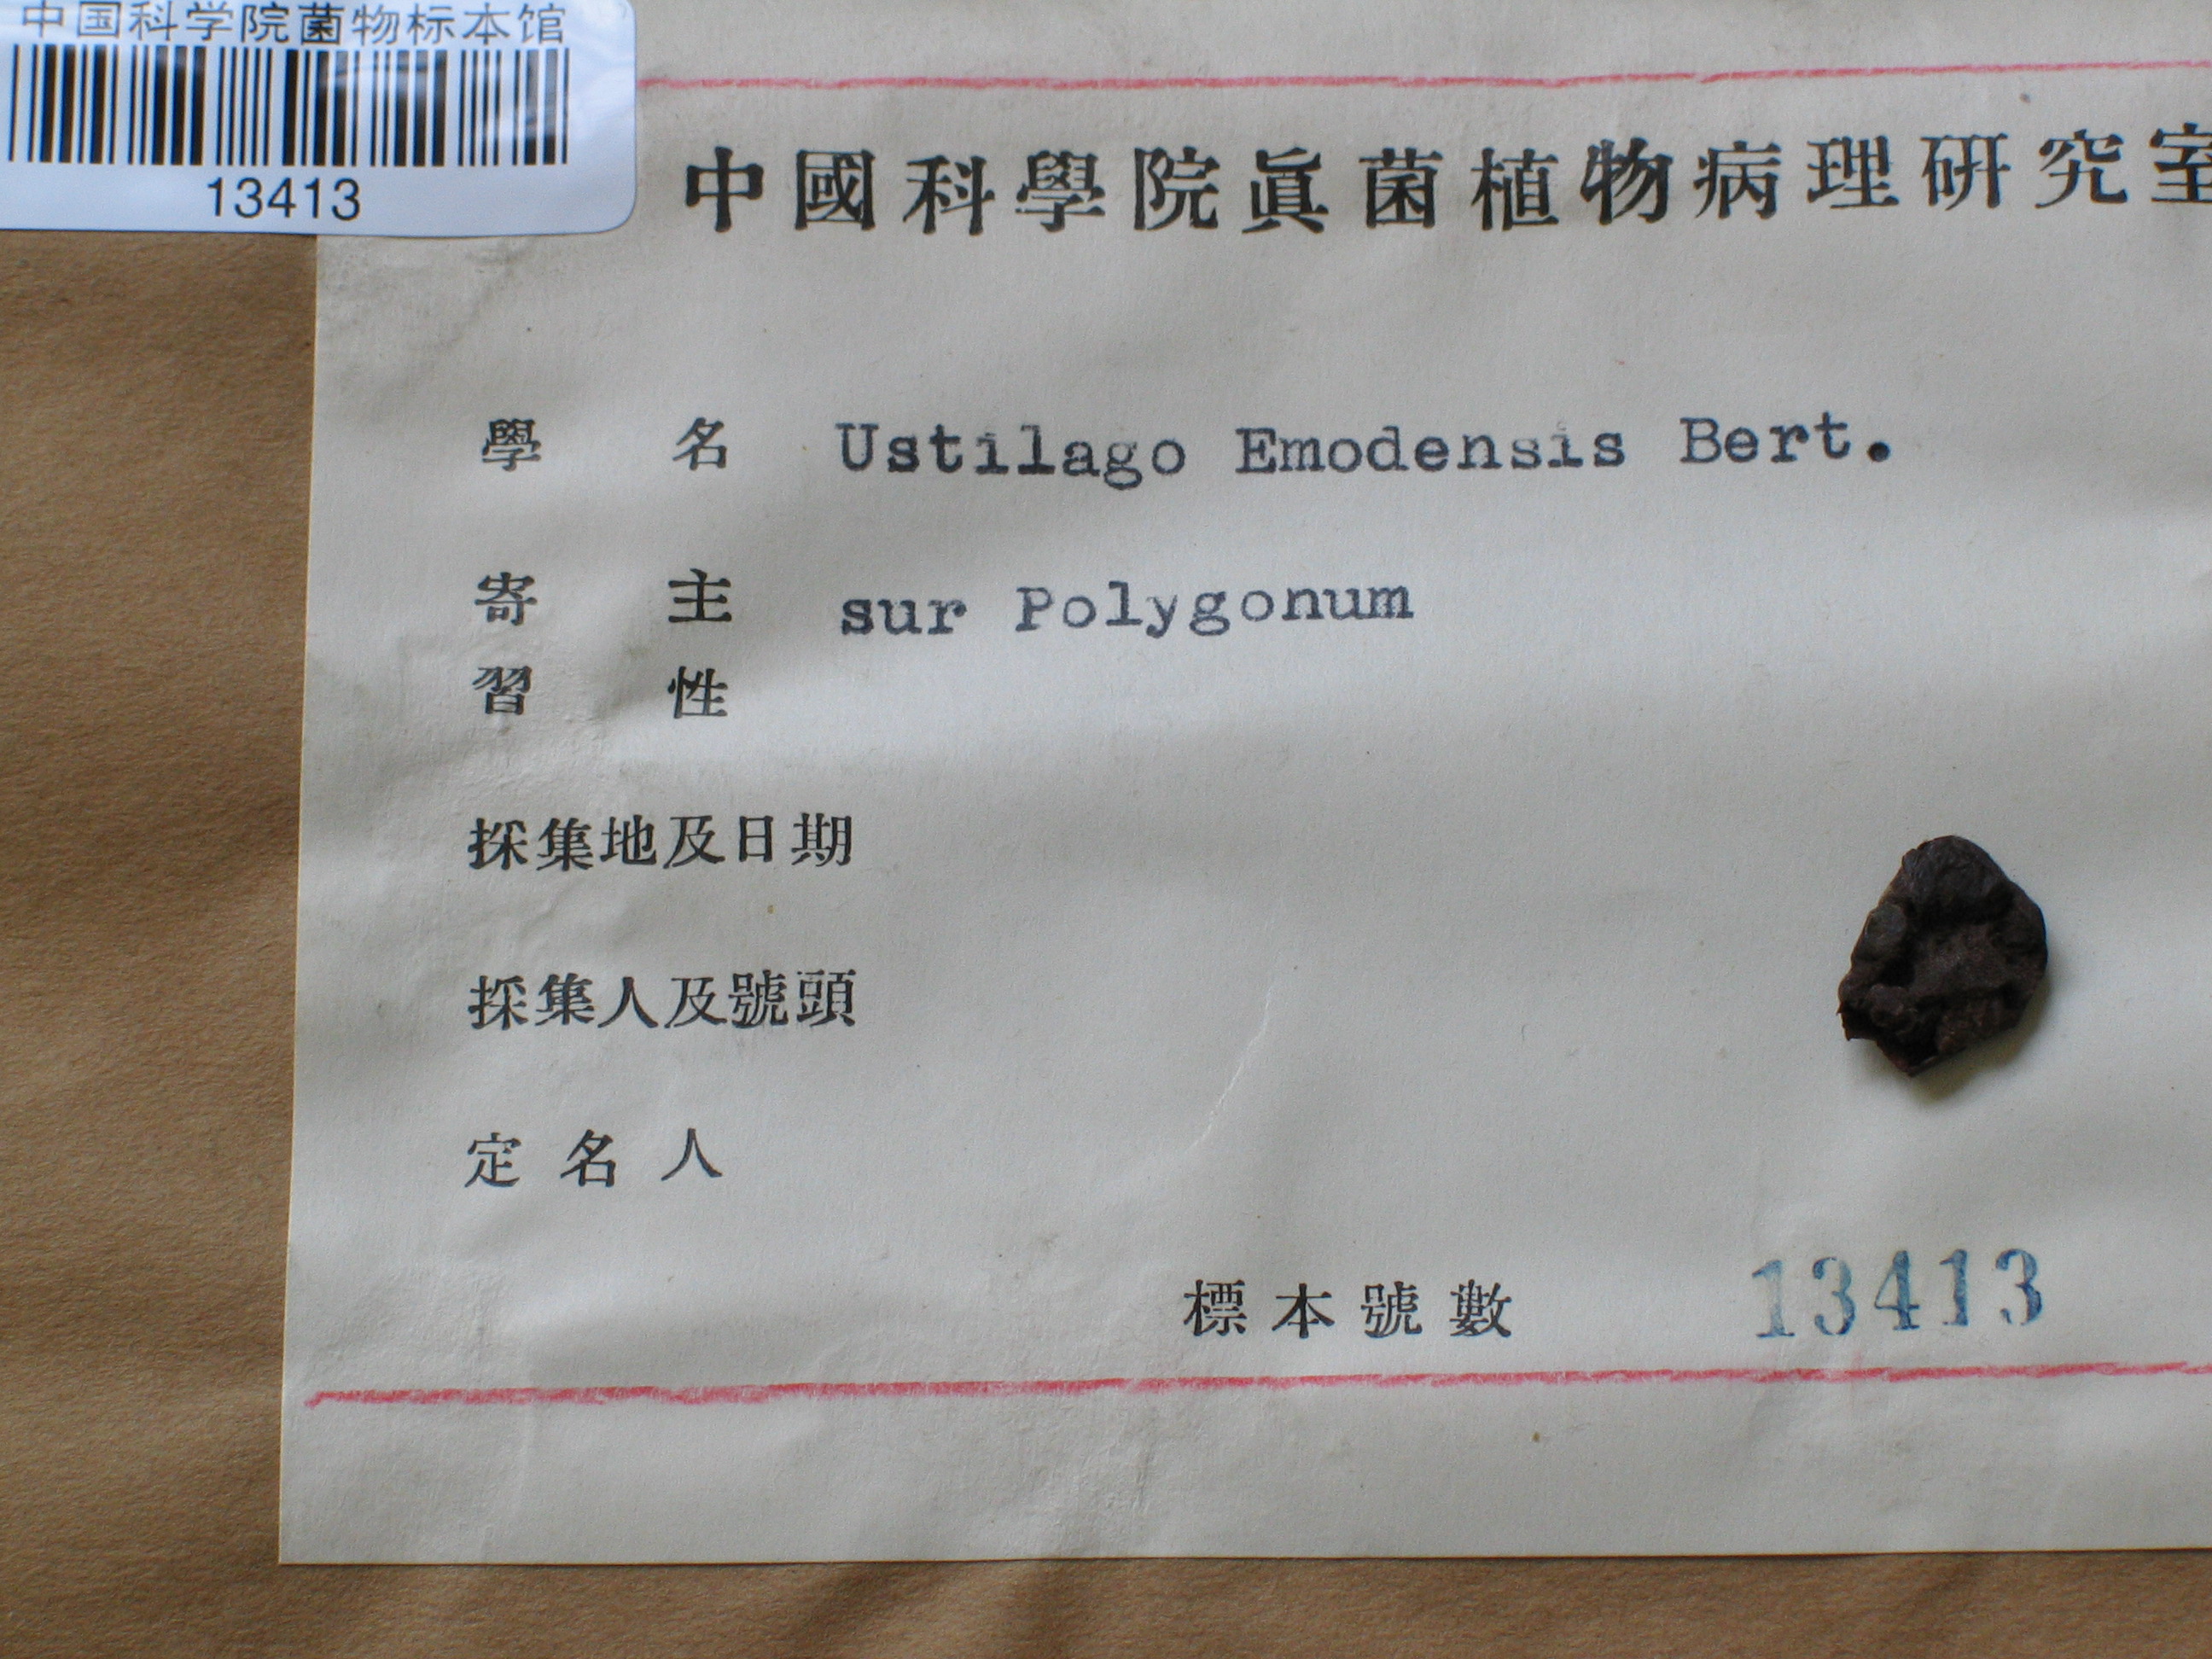 中国科学院菌物标本馆
13413
中國科學院眞菌植物病理研究室
學名 Ustilago Emodensis Bert.
寄主 sur Polygonum
習性
採集地及日期
採集人及號頭
定名人
標本號數 13413